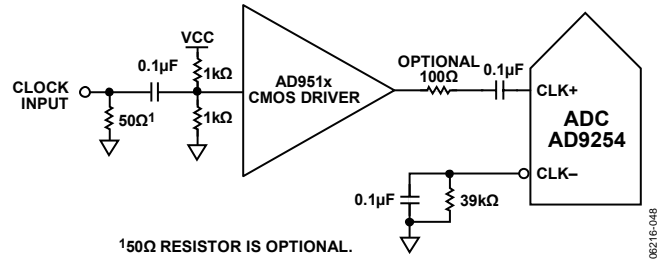 VCC
0.1µF
1kΩ
CLOCK
INPUT
50Ω¹
1kΩ
AD951x
CMOS DRIVER
OPTIONAL
100Ω
0.1µF
CLK+
ADC
AD9254
CLK–
0.1µF
39kΩ
¹50Ω RESISTOR IS OPTIONAL.
06216-048